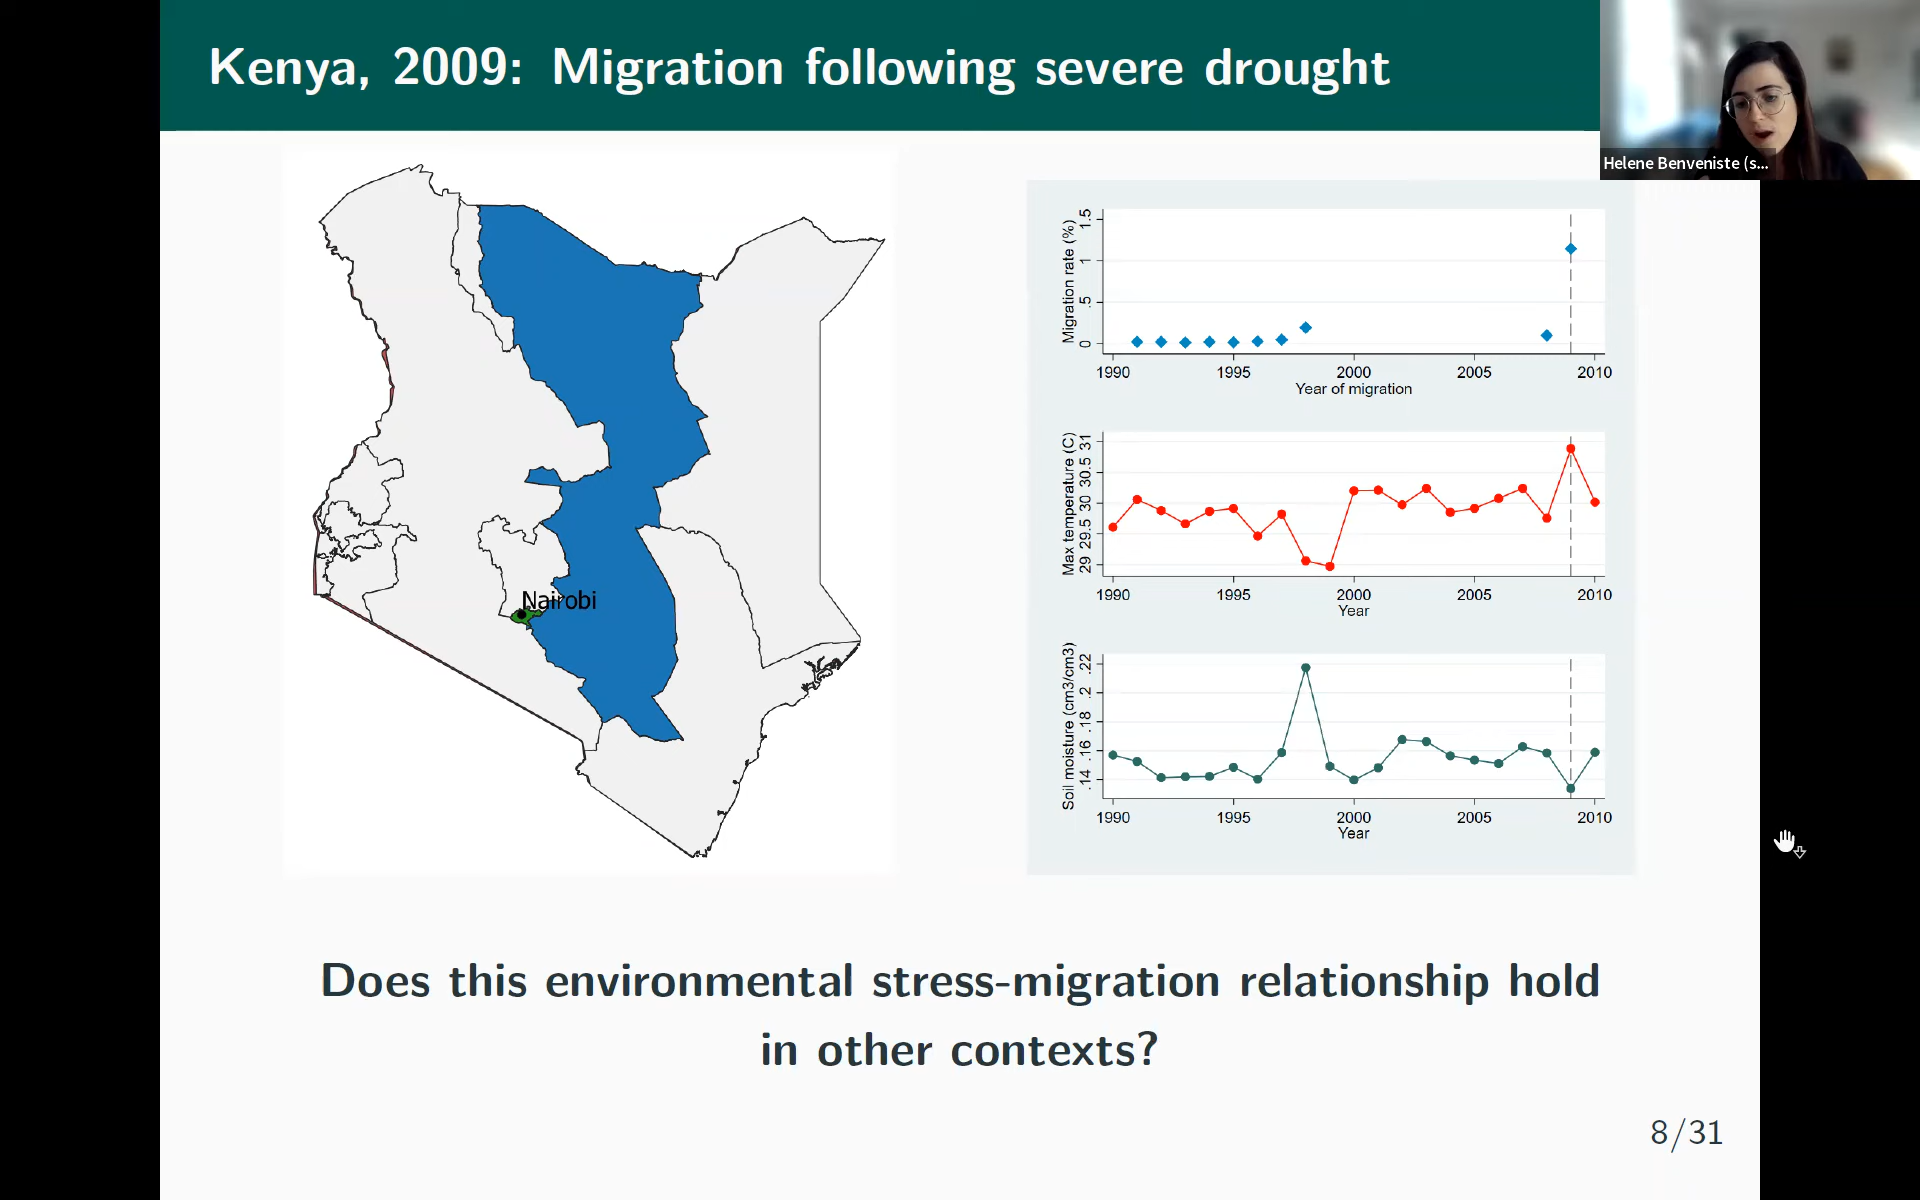 Kenya, 2009: Migration following severe drought
Helene Benveniste (s...
Nairobi
Migration rate (%)
0 .5 1 1.5
1990 1995 2000 2005 2010
Year of migration
Max temperature (C)
29 29.5 30 30.5 31
1990 1995 2000 2005 2010
Year
Soil moisture (cm3/cm3)
.14 .16 .18 .2 .22
1990 1995 2000 2005 2010
Year
Does this environmental stress-migration relationship hold
in other contexts?
8/31